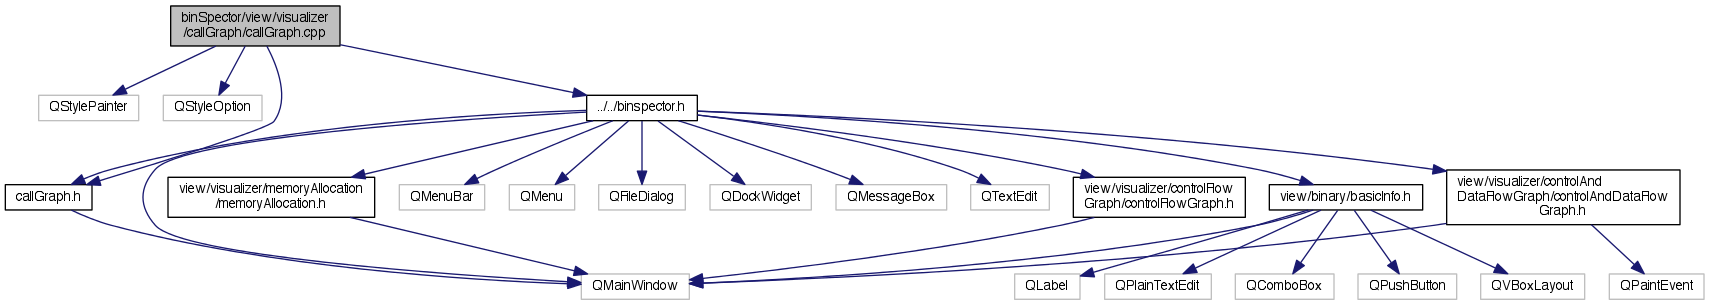 binSpector/view/visualizer
/callGraph/callGraph.cpp
QStylePainter
QStyleOption
../../binspector.h
callGraph.h
view/visualizer/memoryAllocation
/memoryAllocation.h
QMenuBar
QMenu
QFileDialog
QDockWidget
QMessageBox
QTextEdit
view/visualizer/controlFlow
Graph/controlFlowGraph.h
view/binary/basicInfo.h
view/visualizer/controlAnd
DataFlowGraph/controlAndDataFlow
Graph.h
QMainWindow
QLabel
QPlainTextEdit
QComboBox
QPushButton
QVBoxLayout
QPaintEvent